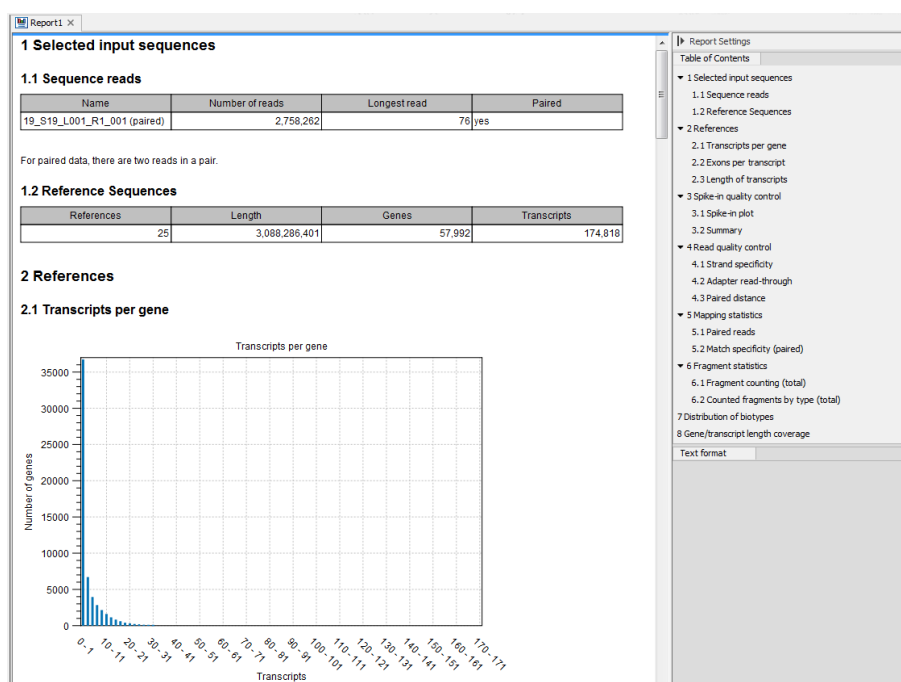 Report1
1 Selected input sequences
1.1 Sequence reads
Name Number of reads Longest read Paired
19_S19_L001_R1_001 (paired) 2,758,262 76 yes
For paired data, there are two reads in a pair.
1.2 Reference Sequences
References Length Genes Transcripts
25 3,088,286,401 57,992 174,818
2 References
2.1 Transcripts per gene
Transcripts per gene
35000
30000
25000
20000
15000
10000
5000
0
Number of genes
0 - 1
10 - 11
20 - 21
30 - 31
40 - 41
50 - 51
60 - 61
70 - 71
80 - 81
90 - 91
100 - 101
110 - 111
120 - 121
130 - 131
140 - 141
150 - 151
160 - 161
170 - 171
Transcripts
Report Settings
Table of Contents
1 Selected input sequences
1.1 Sequence reads
1.2 Reference Sequences
2 References
2.1 Transcripts per gene
2.2 Exons per transcript
2.3 Length of transcripts
3 Spike-in quality control
3.1 Spike-in plot
3.2 Summary
4 Read quality control
4.1 Strand specificity
4.2 Adapter read-through
4.3 Paired distance
5 Mapping statistics
5.1 Paired reads
5.2 Match specificity (paired)
6 Fragment statistics
6.1 Fragment counting (total)
6.2 Counted fragments by type (total)
7 Distribution of biotypes
8 Gene/transcript length coverage
Text format